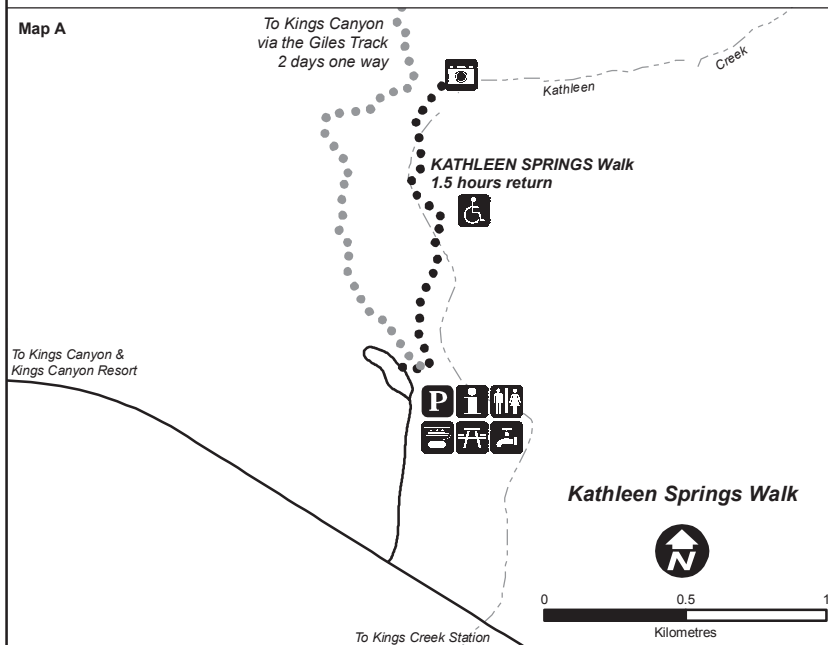 Map A
To Kings Canyon
via the Giles Track
2 days one way
Kathleen
Creek
KATHLEEN SPRINGS Walk
1.5 hours return
To Kings Canyon &
Kings Canyon Resort
P
i
Kathleen Springs Walk
N
0 0.5 1
Kilometres
To Kings Creek Station